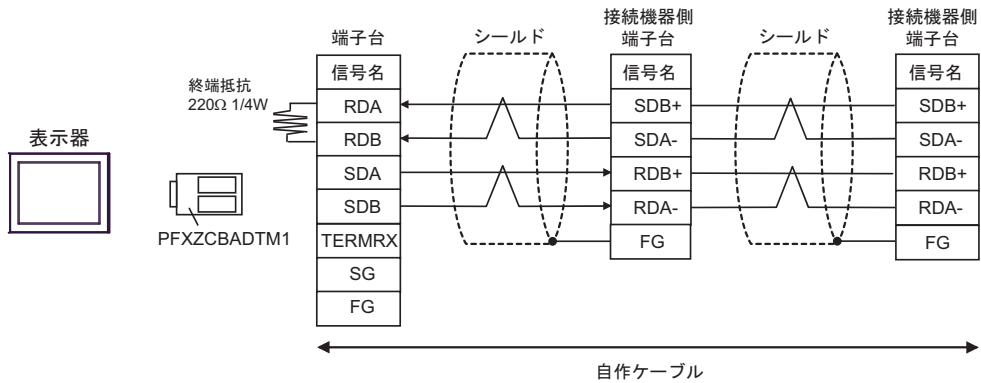 表示器
PFXZCBADTM1
終端抵抗
220Ω 1/4W
端子台
信号名
RDA
RDB
SDA
SDB
TERMRX
SG
FG
シールド
接続機器側
端子台
信号名
SDB+
SDA-
RDB+
RDA-
FG
シールド
接続機器側
端子台
信号名
SDB+
SDA-
RDB+
RDA-
FG
自作ケーブル